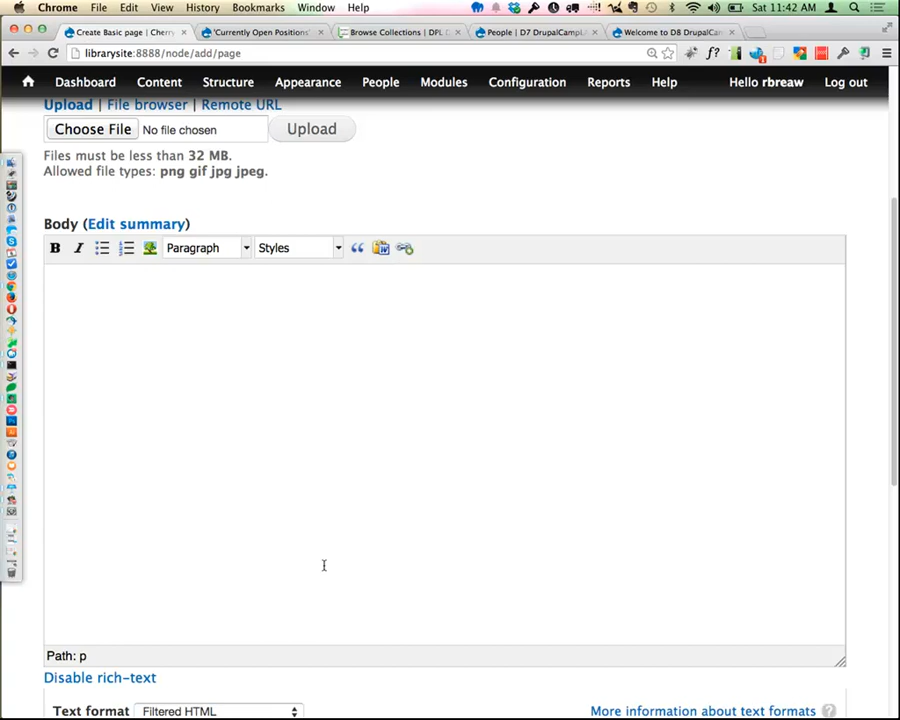 Chrome File Edit View History Bookmarks Window Help Sat 11:42 AM
Create Basic page | Cherry
'Currently Open Positions'
Browse Collections | DPL
People | D7 DrupalCamp
Welcome to D8 DrupalCam
librarysite:8888/node/add/page
f?
Dashboard Content Structure Appearance People Modules Configuration Reports Help Hello rbreaw Log out
Upload | File browser | Remote URL
Choose File No file chosen Upload
Files must be less than 32 MB.
Allowed file types: png gif jpg jpeg.
Body (Edit summary)
B I Paragraph Styles
Path: p
Disable rich-text
Text format Filtered HTML More information about text formats ?